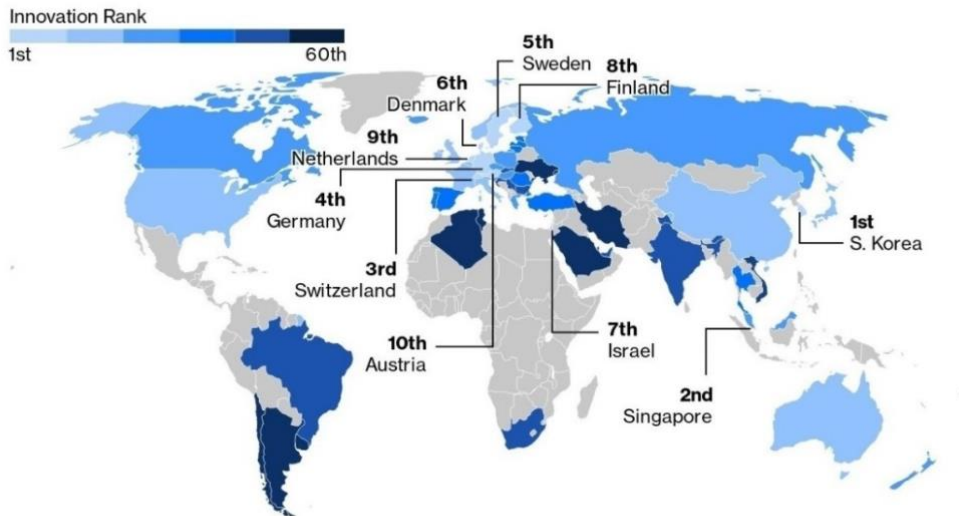 Innovation Rank
1st 60th
5th
Sweden
8th
Finland
6th
Denmark
9th
Netherlands
4th
Germany
3rd
Switzerland
10th
Austria
7th
Israel
1st
S. Korea
2nd
Singapore